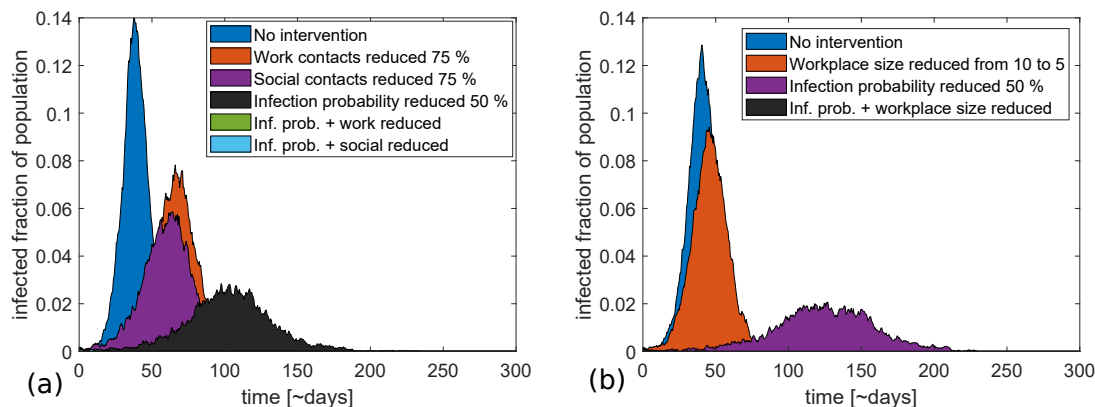 0.14
0.12
0.1
0.08
0.06
0.04
0.02
0
infected fraction of population
No intervention
Work contacts reduced 75 %
Social contacts reduced 75 %
Infection probability reduced 50 %
Inf. prob. + work reduced
Inf. prob. + social reduced
0 50 100 150 200 250 300
time [~days]
(a)
0.14
0.12
0.1
0.08
0.06
0.04
0.02
0
infected fraction of population
No intervention
Workplace size reduced from 10 to 5
Infection probability reduced 50 %
Inf. prob. + workplace size reduced
0 50 100 150 200 250 300
time [~days]
(b)